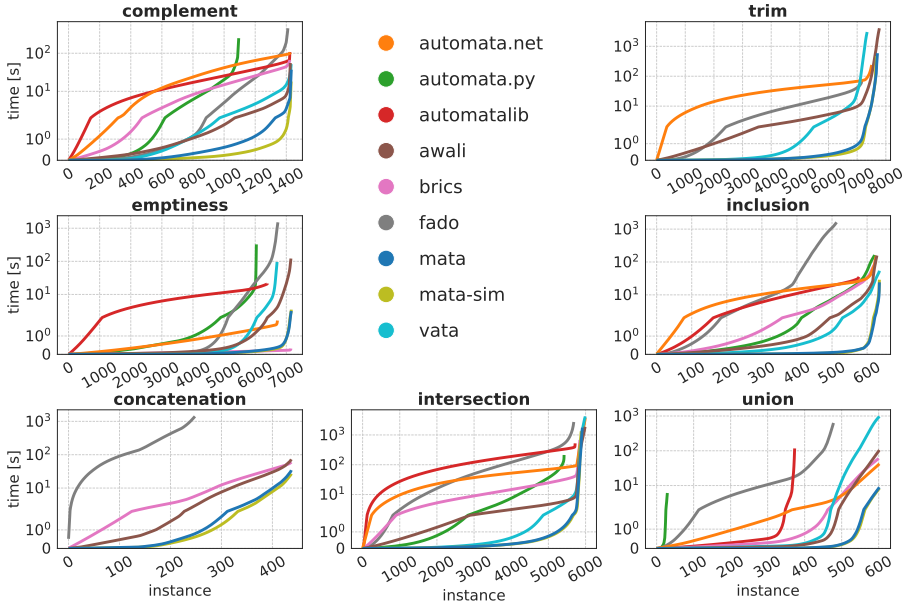 complement
time [s]
10²
10¹
10⁰
0
0 200 400 600 800 1000 1200 1400
automata.net
automata.py
automatalib
awali
brics
fado
mata
mata-sim
vata
trim
10³
10²
10¹
10⁰
0
0 1000 2000 3000 4000 5000 6000 7000 8000
emptiness
time [s]
10³
10²
10¹
10⁰
0
0 1000 2000 3000 4000 5000 6000 7000
inclusion
10³
10²
10¹
10⁰
0
0 100 200 300 400 500 600
concatenation
time [s]
10³
10²
10¹
10⁰
0
0 100 200 300 400
instance
intersection
10³
10²
10¹
10⁰
0
0 1000 2000 3000 4000 5000 6000
instance
union
10³
10²
10¹
10⁰
0
0 100 200 300 400 500 600
instance